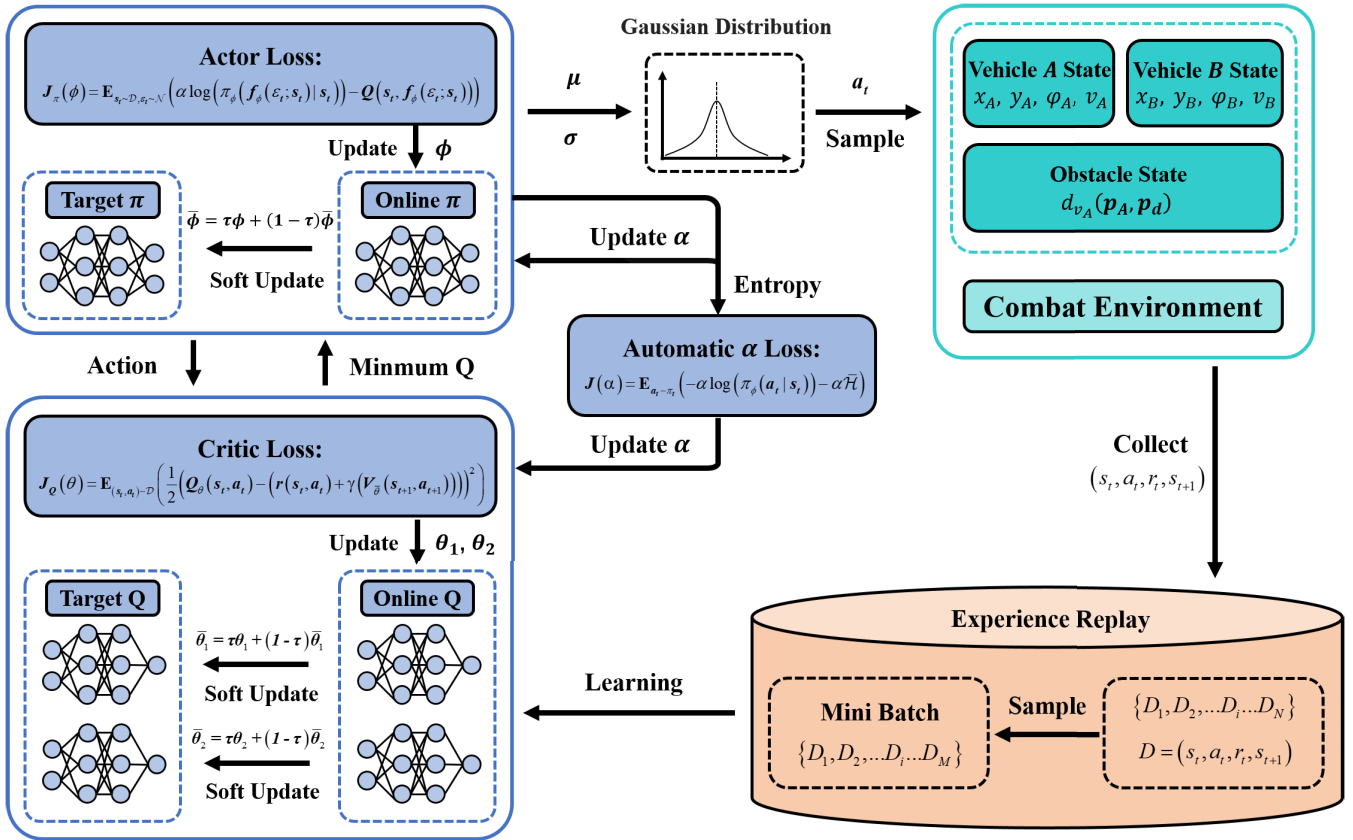 Actor Loss:
J_π(ϕ) = E_{s_t~D,ε_t~N}(α log(π_ϕ(f_ϕ(ε_t;s_t)|s_t)) − Q(s_t, f_ϕ(ε_t;s_t)))
Update ϕ
Target π
Online π
ϕ̄ = τϕ + (1 − τ)ϕ̄
Soft Update
Gaussian Distribution
μ
σ
a_t
Sample
Vehicle A State
x_A, y_A, φ_A, v_A
Vehicle B State
x_B, y_B, φ_B, v_B
Obstacle State
d_{v_A}(p_A, p_d)
Combat Environment
Update α
Entropy
Automatic α Loss:
J(α) = E_{a_t~π_t}(−α log(π_ϕ(a_t | s_t)) − αH̄)
Update α
Action
Minmum Q
Critic Loss:
J_Q(θ) = E_{(s_t,a_t)~D}(1/2(Q_θ(s_t,a_t) − (r(s_t,a_t) + γ(V_θ̄(s_{t+1},a_{t+1}))))²)
Update θ_1, θ_2
Target Q
Online Q
θ̄_1 = τθ_1 + (1 - τ)θ̄_1
Soft Update
θ̄_2 = τθ_2 + (1 - τ)θ̄_2
Soft Update
Collect
(s_t, a_t, r_t, s_{t+1})
Experience Replay
Learning
Mini Batch
{D_1, D_2, ...D_i...D_M}
Sample
{D_1, D_2, ...D_i...D_N}
D = (s_t, a_t, r_t, s_{t+1})